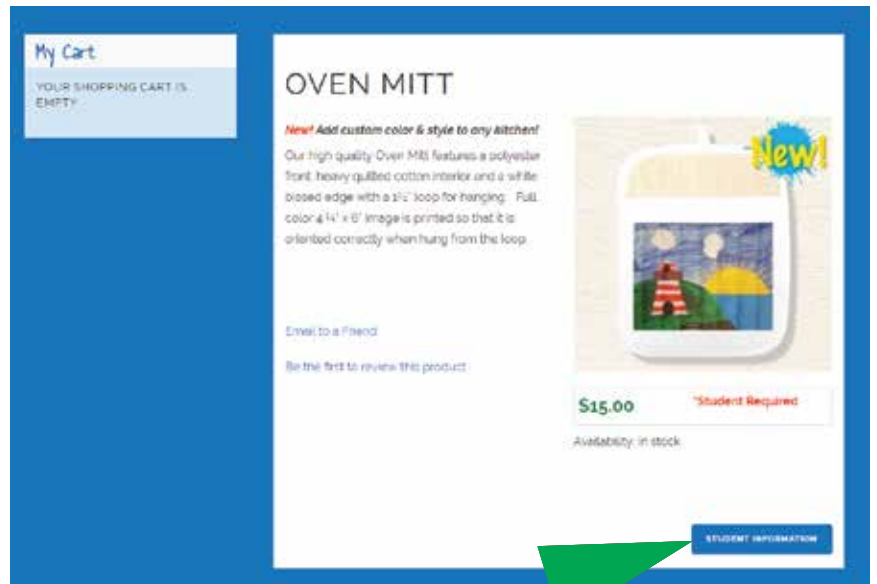 My Cart
YOUR SHOPPING CART IS
EMPTY
OVEN MITT
New! Add custom color & style to any kitchen!
Our high quality Oven Mitt features a polyester
front, heavy quilted cotton interior and a white
biased edge with a 1½" loop for hanging. Full
color 4 ¼" x 6" image is printed so that it is
oriented correctly when hung from the loop.
New!
Email to a Friend
Be the first to review this product
$15.00
*Student Required
Availability: in stock
STUDENT INFORMATION